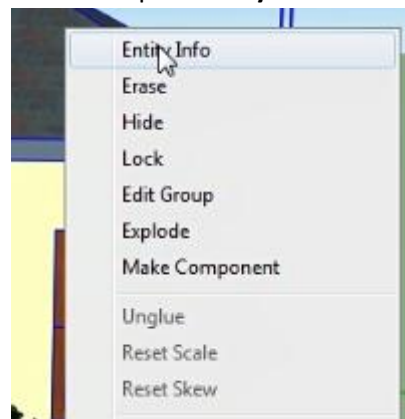 Entity Info
Erase
Hide
Lock
Edit Group
Explode
Make Component
Unglue
Reset Scale
Reset Skew